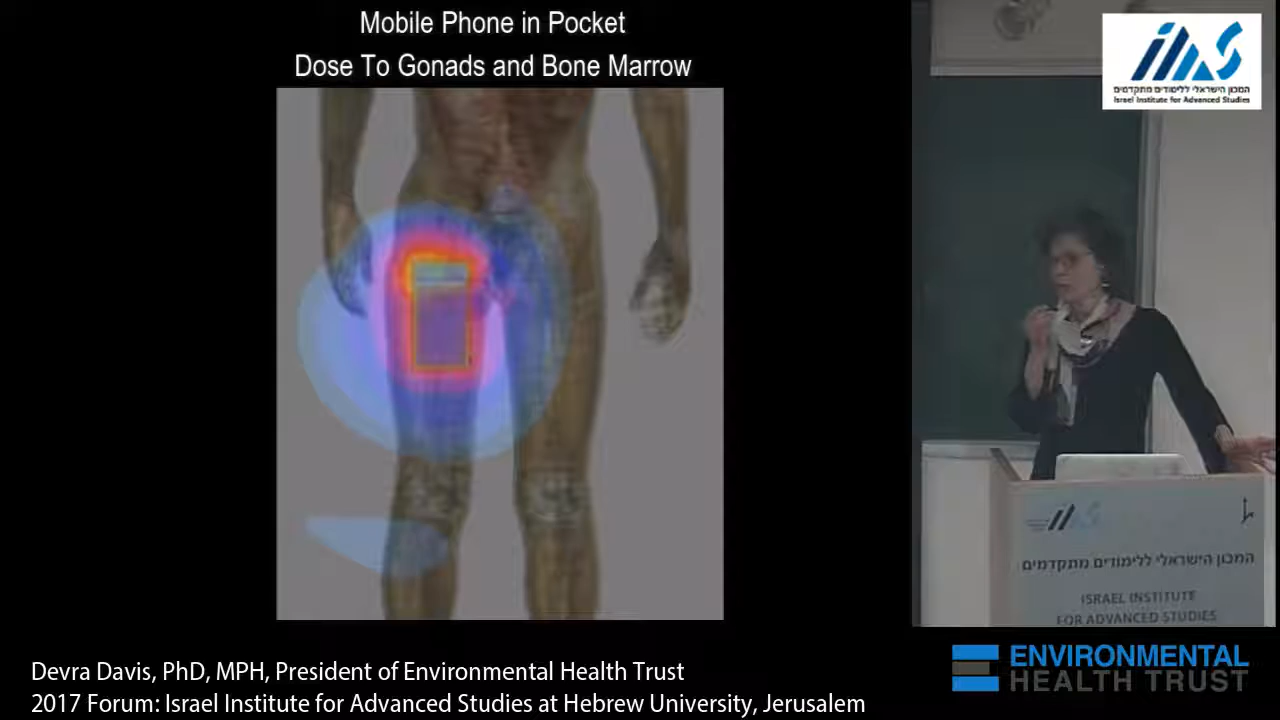 Mobile Phone in Pocket
Dose To Gonads and Bone Marrow
המכון הישראלי ללימודים מתקדמים
Israel Institute for Advanced Studies
המכון הישראלי ללימודים מתקדמים
ISRAEL INSTITUTE
FOR ADVANCED STUDIES
Devra Davis, PhD, MPH, President of Environmental Health Trust
2017 Forum: Israel Institute for Advanced Studies at Hebrew University, Jerusalem
ENVIRONMENTAL
HEALTH TRUST